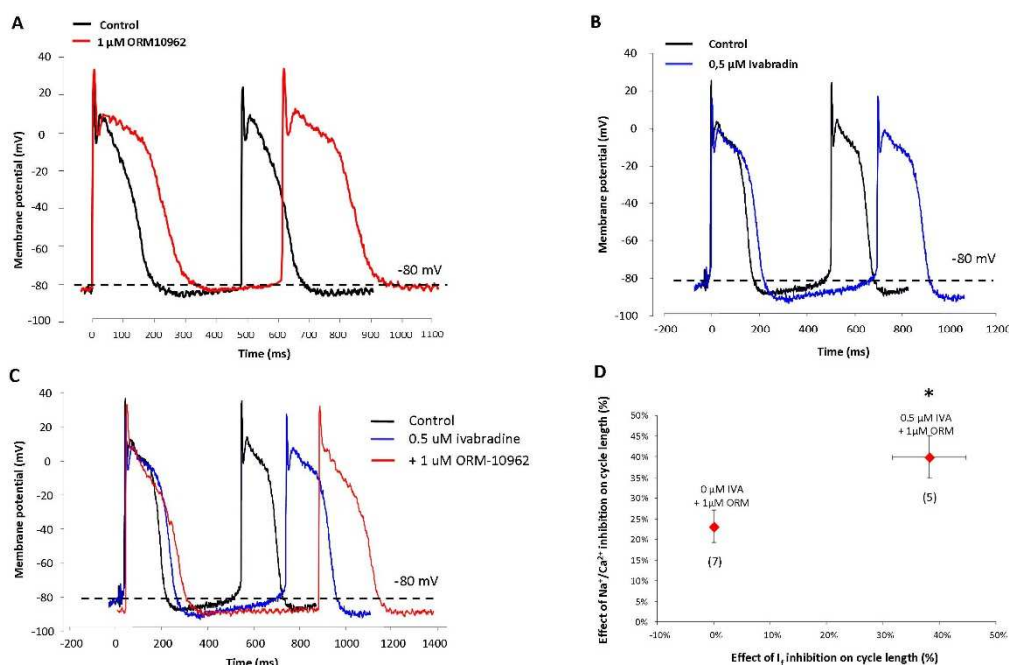 A
Control
1 µM ORM10962
Membrane potential (mV)
40
20
0
-20
-40
-60
-80
-100
-80 mV
0 100 200 300 400 500 600 700 800 900 1000 1100
Time (ms)
B
Control
0,5 µM Ivabradin
Membrane potential (mV)
40
20
0
-20
-40
-60
-80
-100
-80 mV
-200 0 200 400 600 800 1000 1200
Time (ms)
C
Control
0.5 uM ivabradine
+ 1 uM ORM-10962
Membrane potential (mV)
40
20
0
-20
-40
-60
-80
-100
-80 mV
0 200 400 600 800 1000 1200 1400
Time (ms)
D
Effect of Na⁺/Ca²⁺ inhibition on cycle length (%)
50%
45%
40%
35%
30%
25%
20%
15%
10%
5%
0%
*
0.5 µM IVA
+ 1µM ORM
(5)
0 µM IVA
+ 1µM ORM
(7)
-10% 0% 10% 20% 30% 40% 50%
Effect of If inhibition on cycle length (%)